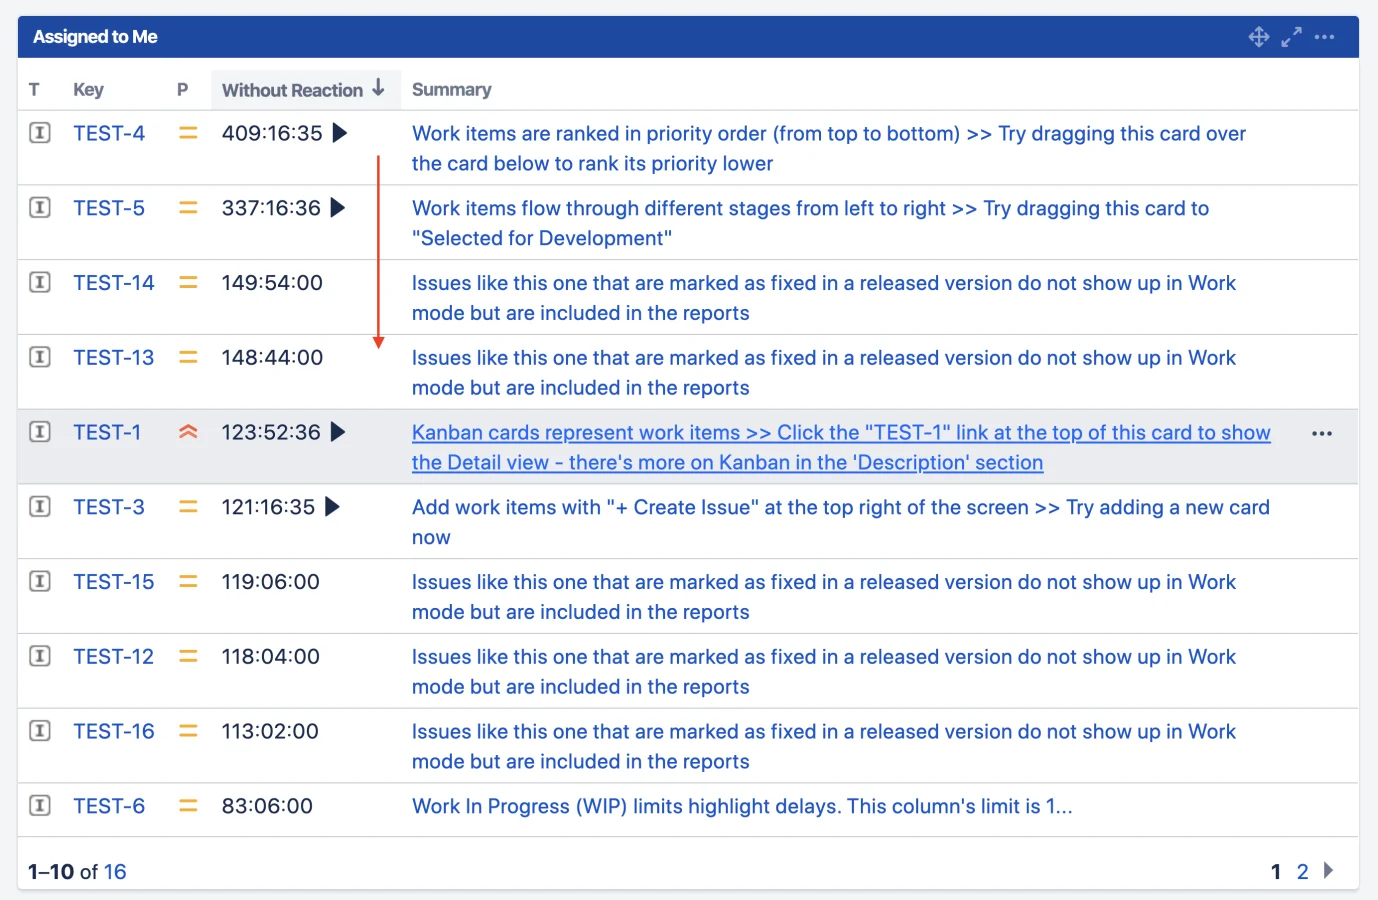 Assigned to Me
T Key P Without Reaction Summary
TEST-4 409:16:35 Work items are ranked in priority order (from top to bottom) >> Try dragging this card over
the card below to rank its priority lower
TEST-5 337:16:36 Work items flow through different stages from left to right >> Try dragging this card to
"Selected for Development"
TEST-14 149:54:00 Issues like this one that are marked as fixed in a released version do not show up in Work
mode but are included in the reports
TEST-13 148:44:00 Issues like this one that are marked as fixed in a released version do not show up in Work
mode but are included in the reports
TEST-1 123:52:36 Kanban cards represent work items >> Click the "TEST-1" link at the top of this card to show
the Detail view - there's more on Kanban in the 'Description' section
TEST-3 121:16:35 Add work items with "+ Create Issue" at the top right of the screen >> Try adding a new card
now
TEST-15 119:06:00 Issues like this one that are marked as fixed in a released version do not show up in Work
mode but are included in the reports
TEST-12 118:04:00 Issues like this one that are marked as fixed in a released version do not show up in Work
mode but are included in the reports
TEST-16 113:02:00 Issues like this one that are marked as fixed in a released version do not show up in Work
mode but are included in the reports
TEST-6 83:06:00 Work In Progress (WIP) limits highlight delays. This column's limit is 1...
1–10 of 16 1 2